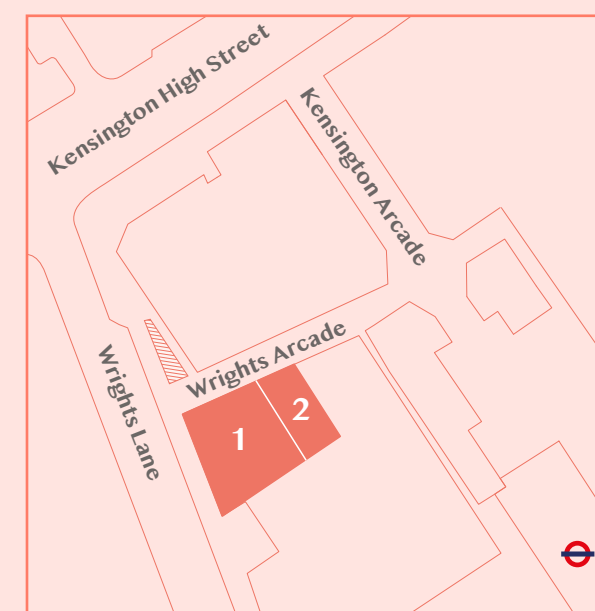 Kensington High Street
Kensington Arcade
Wrights Arcade
Wrights Lane
1
2